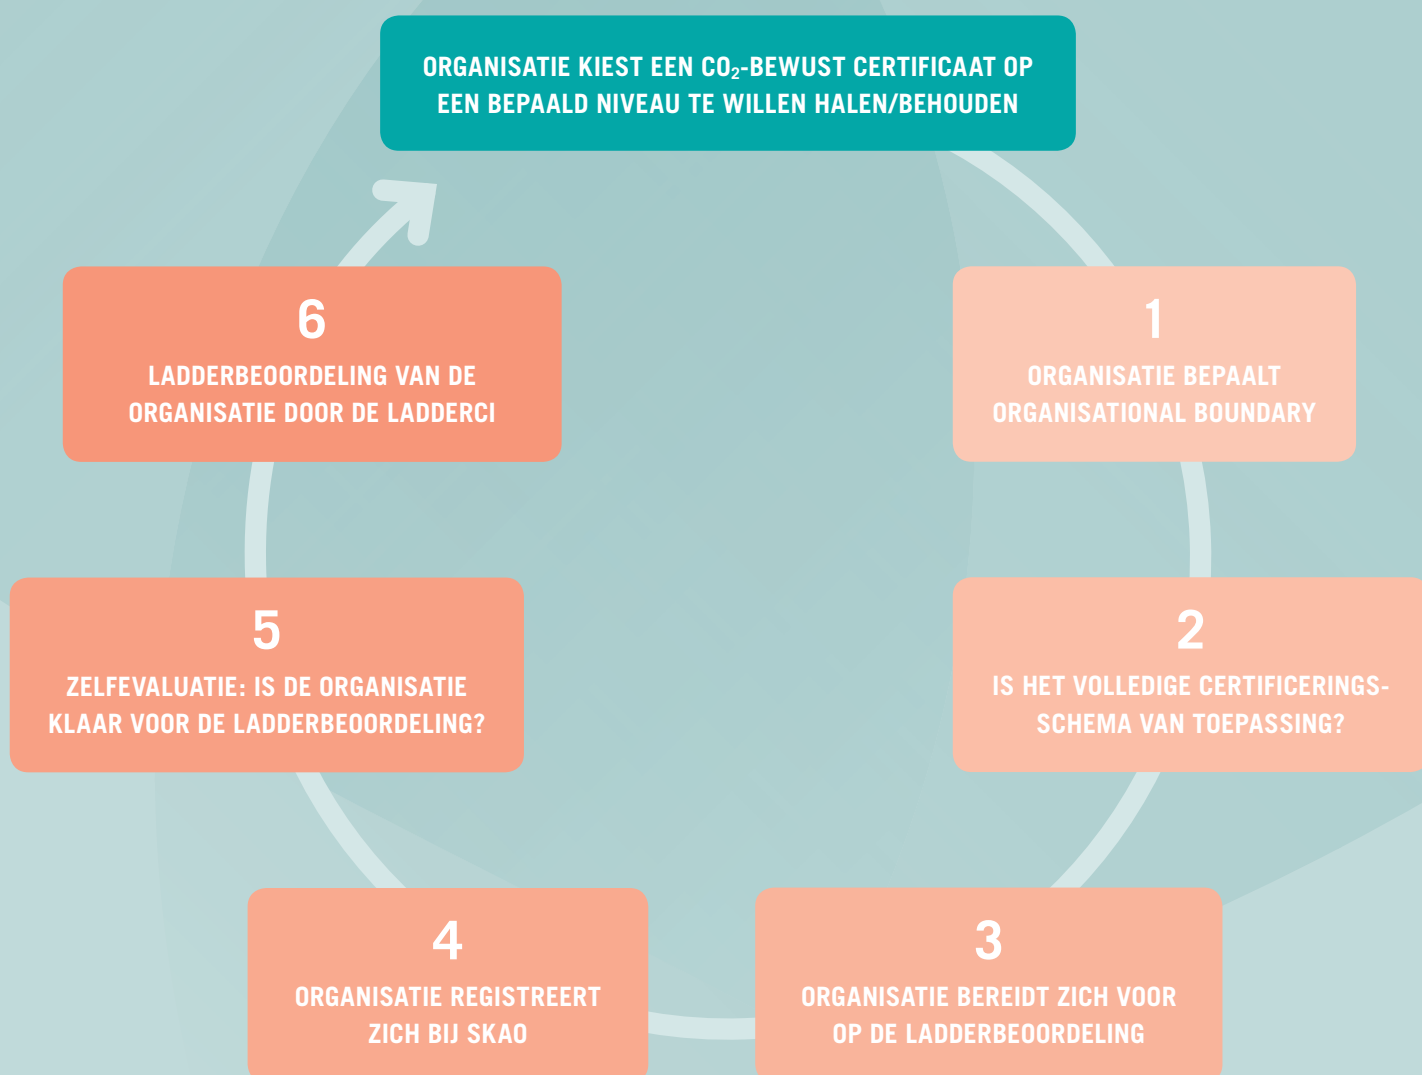 ORGANISATIE KIEST EEN CO₂-BEWUST CERTIFICAAT OP
EEN BEPAALD NIVEAU TE WILLEN HALEN/BEHOUDEN
1
ORGANISATIE BEPAALT
ORGANISATIONAL BOUNDARY
2
IS HET VOLLEDIGE CERTIFICERINGS-
SCHEMA VAN TOEPASSING?
3
ORGANISATIE BEREIDT ZICH VOOR
OP DE LADDERBEOORDELING
4
ORGANISATIE REGISTREERT
ZICH BIJ SKAO
5
ZELFEVALUATIE: IS DE ORGANISATIE
KLAAR VOOR DE LADDERBEOORDELING?
6
LADDERBEOORDELING VAN DE
ORGANISATIE DOOR DE LADDERCI